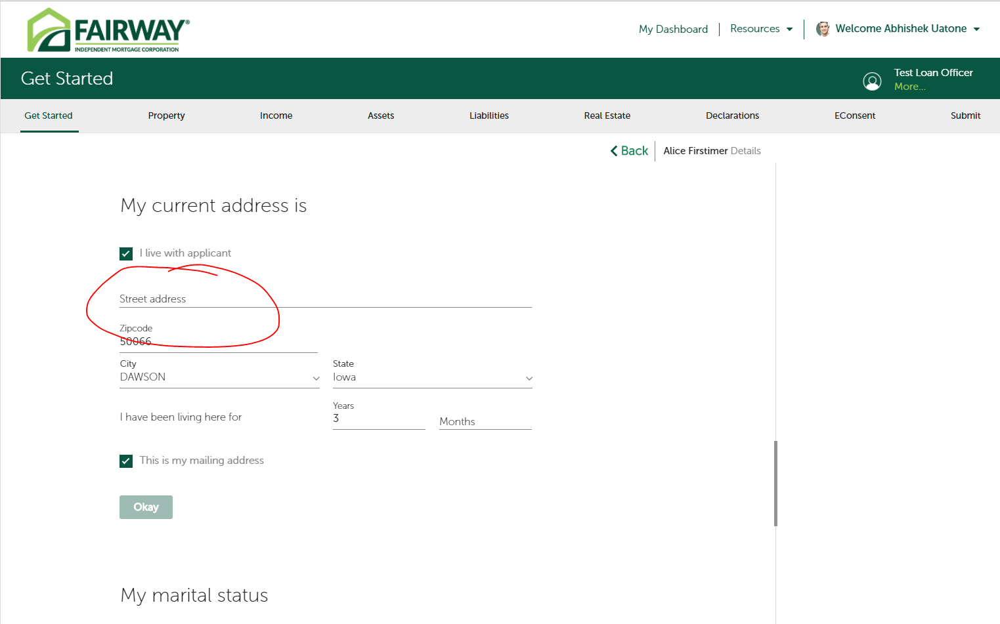 FAIRWAY®
INDEPENDENT MORTGAGE CORPORATION
My Dashboard
Resources
Welcome Abhishek Uatone
Get Started
Test Loan Officer
More...
Get Started
Property
Income
Assets
Liabilities
Real Estate
Declarations
EConsent
Submit
Back
Alice Firstimer Details
My current address is
I live with applicant
Street address
Zipcode
50066
City
State
DAWSON
Iowa
Years
I have been living here for
3
Months
This is my mailing address
Okay
My marital status